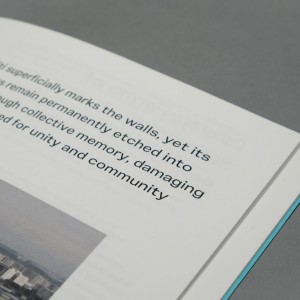 superficially marks the walls, yet its
remain permanently etched into
collective memory, damaging
for unity and community